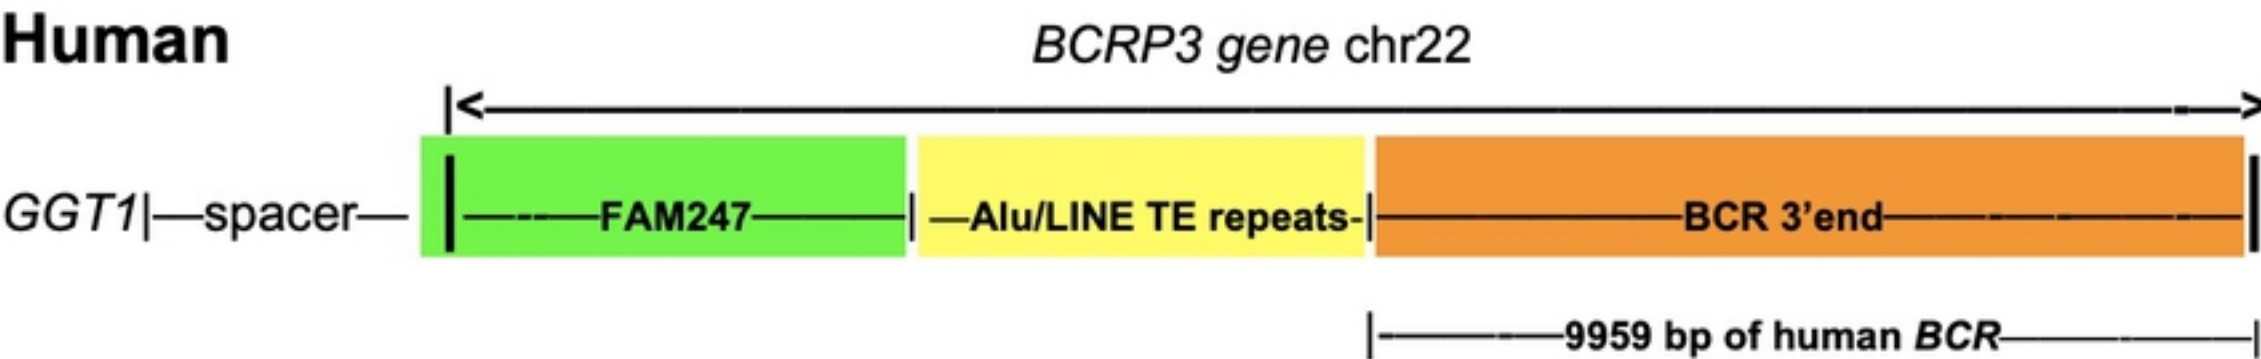 Human
BCRP3 gene chr22
GGT1|—spacer— FAM247 Alu/LINE TE repeats- BCR 3’end
9959 bp of human BCR